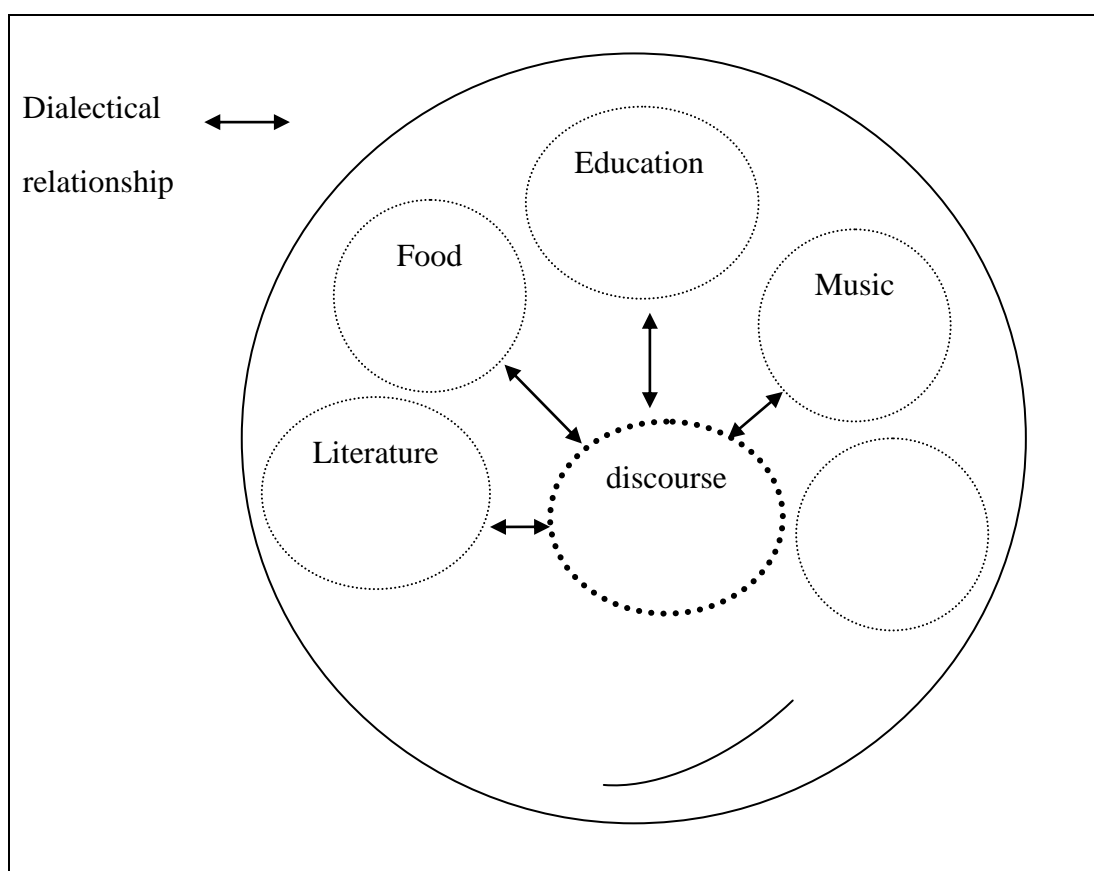 Dialectical
relationship
Education
Food
Music
Literature
discourse